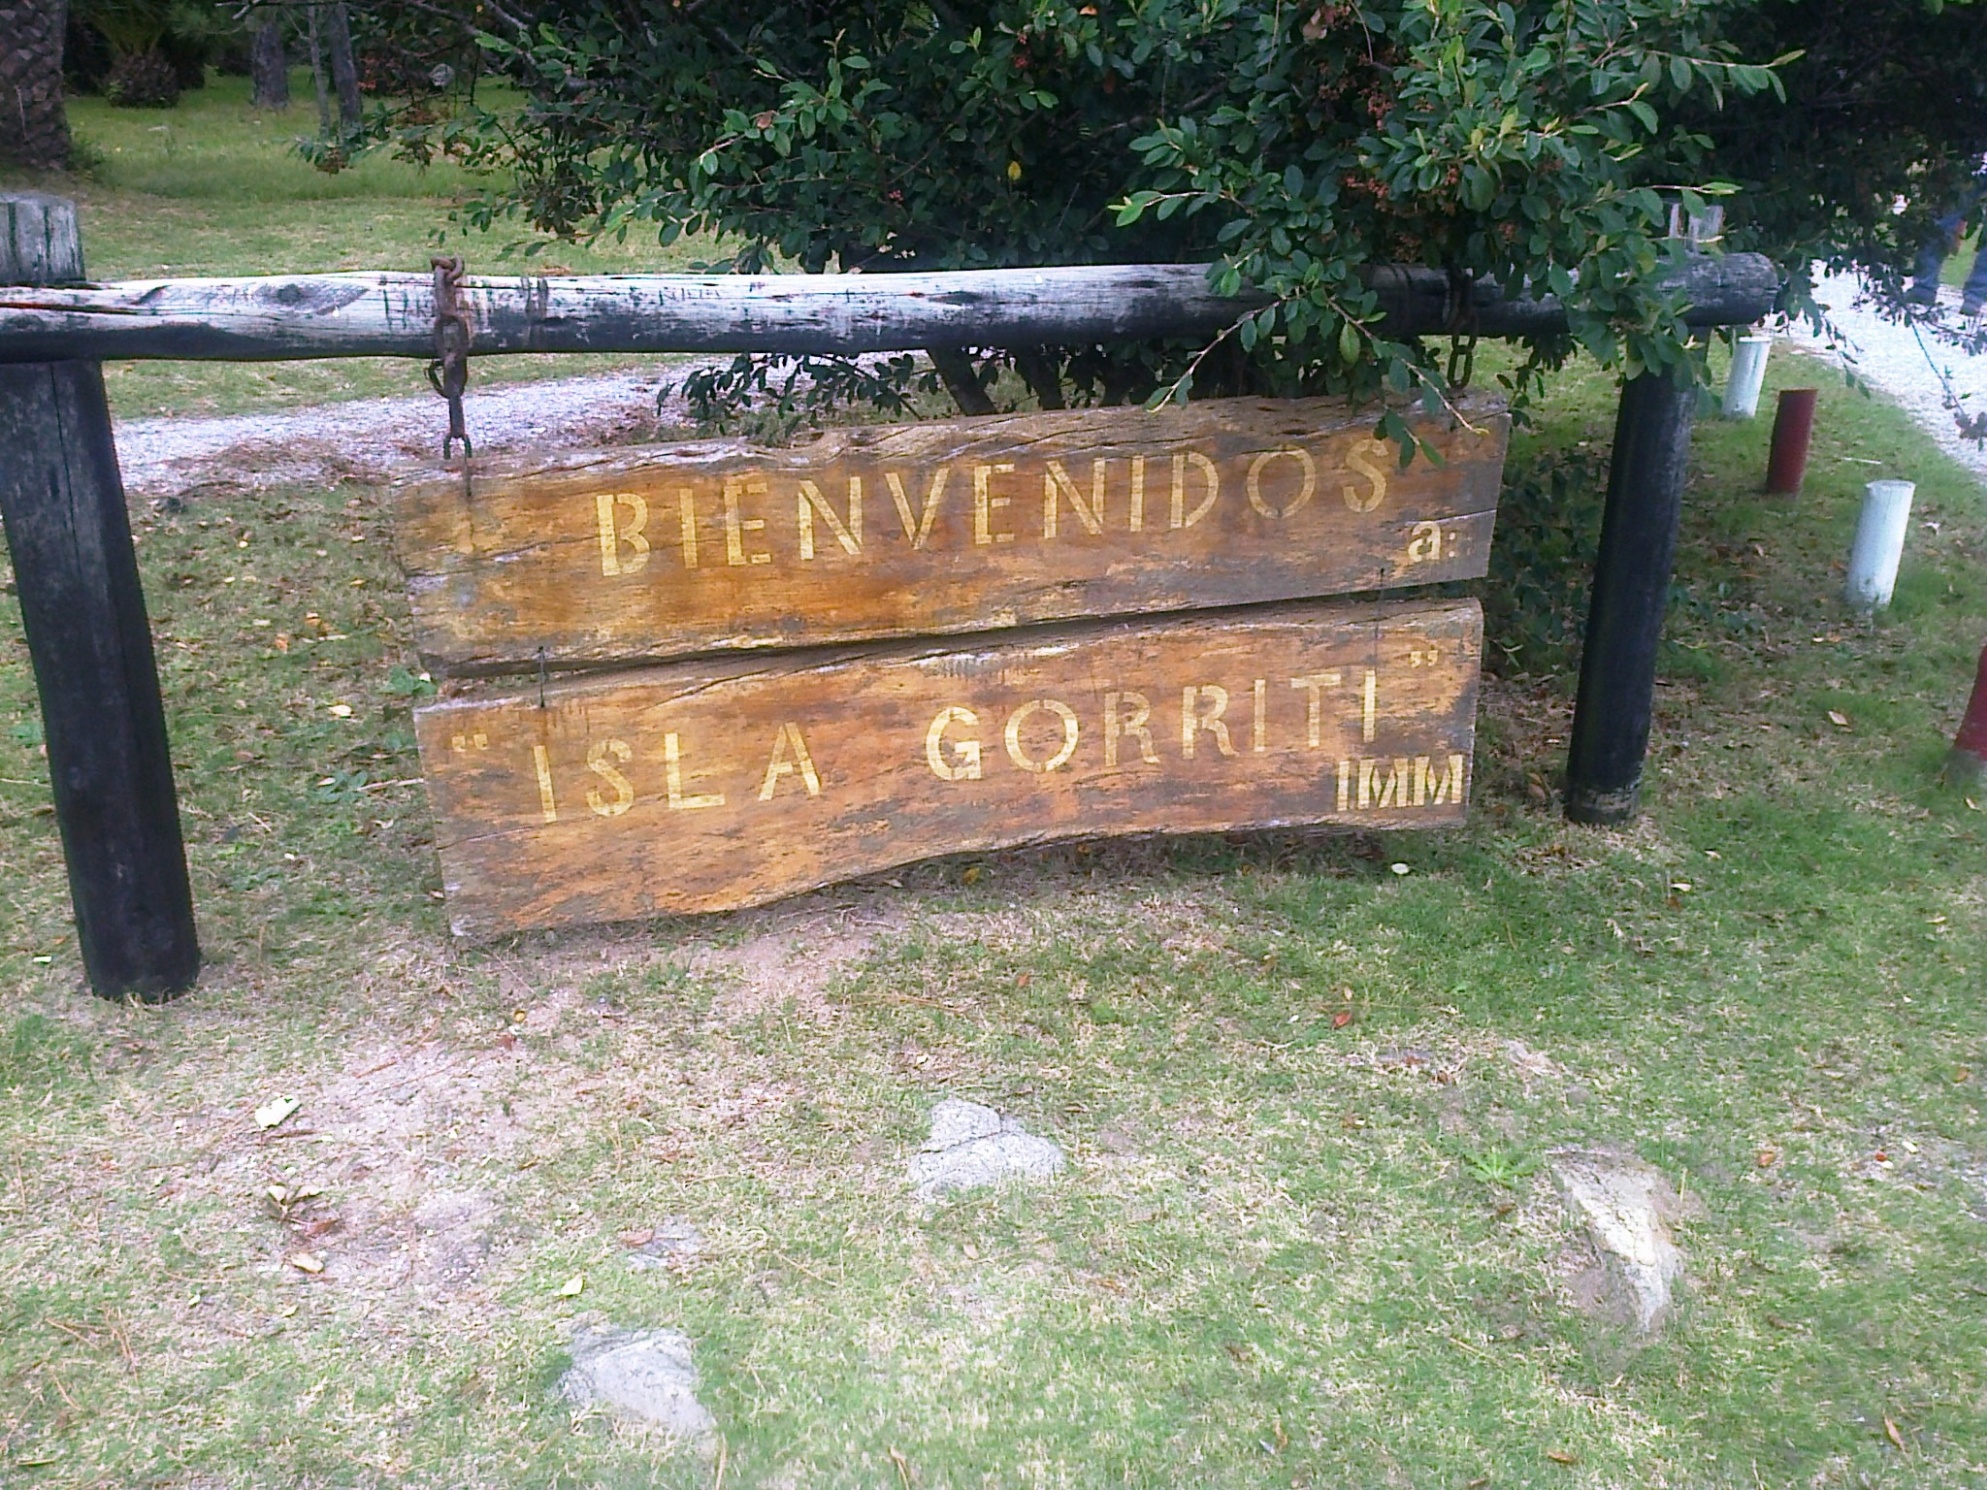 BIENVENIDOS
a:
"ISLA GORRITI"
IMM